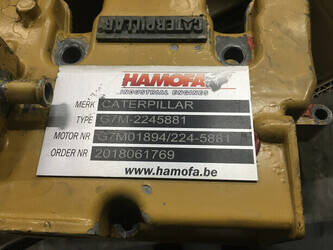 CATERPILLAR
HAMOFA
INDUSTRIAL ENGINES
MERK CATERPILLAR
TYPE G7M-2245881
MOTOR NR G7M01894/224-5881
ORDER NR 2018061769
www.hamofa.be